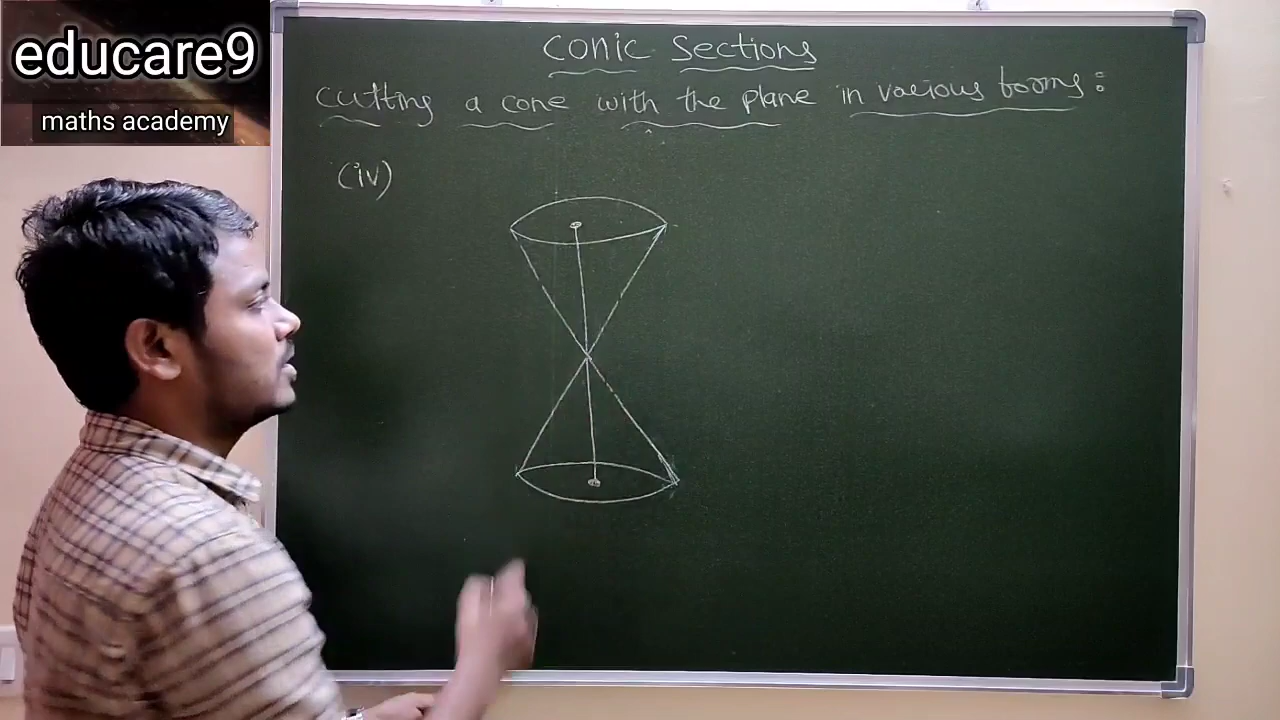 educare9
maths academy
Conic Sections
Cutting a cone with the plane in various forms:
(iv)